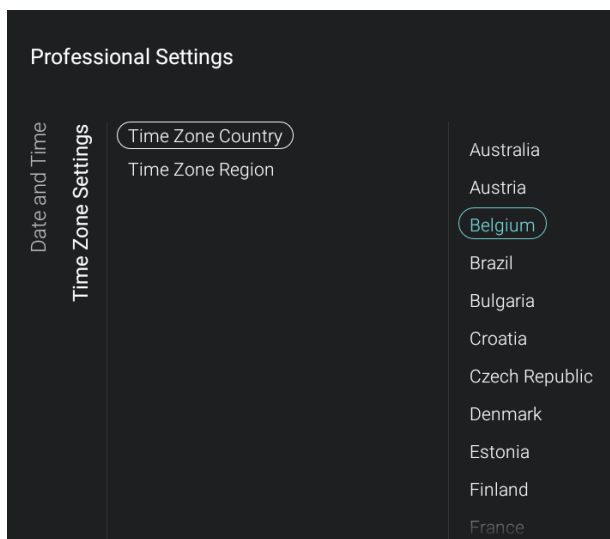 Professional Settings
Date and Time
Time Zone Settings
Time Zone Country
Time Zone Region
Australia
Austria
Belgium
Brazil
Bulgaria
Croatia
Czech Republic
Denmark
Estonia
Finland
France